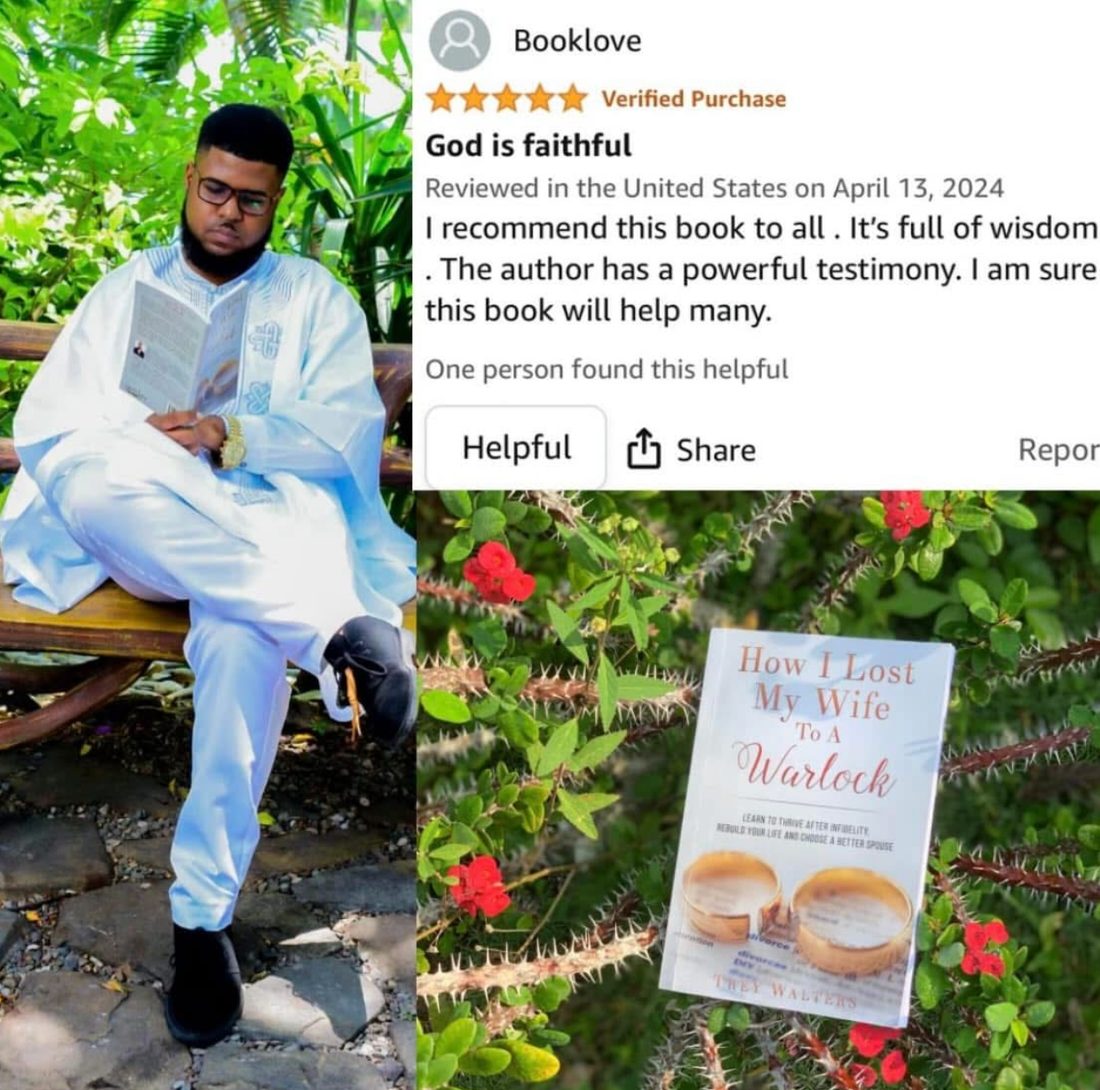 Booklove
Verified Purchase
God is faithful
Reviewed in the United States on April 13, 2024
I recommend this book to all . It’s full of wisdom
. The author has a powerful testimony. I am sure
this book will help many.
One person found this helpful
Helpful
Share
Repor
How I Lost
My Wife
To A
Warlock
LEARN TO THRIVE AFTER INFIDELITY,
REBUILD YOUR LIFE AND CHOOSE A BETTER SPOUSE
divorce
divorcee
TREY WALTERS